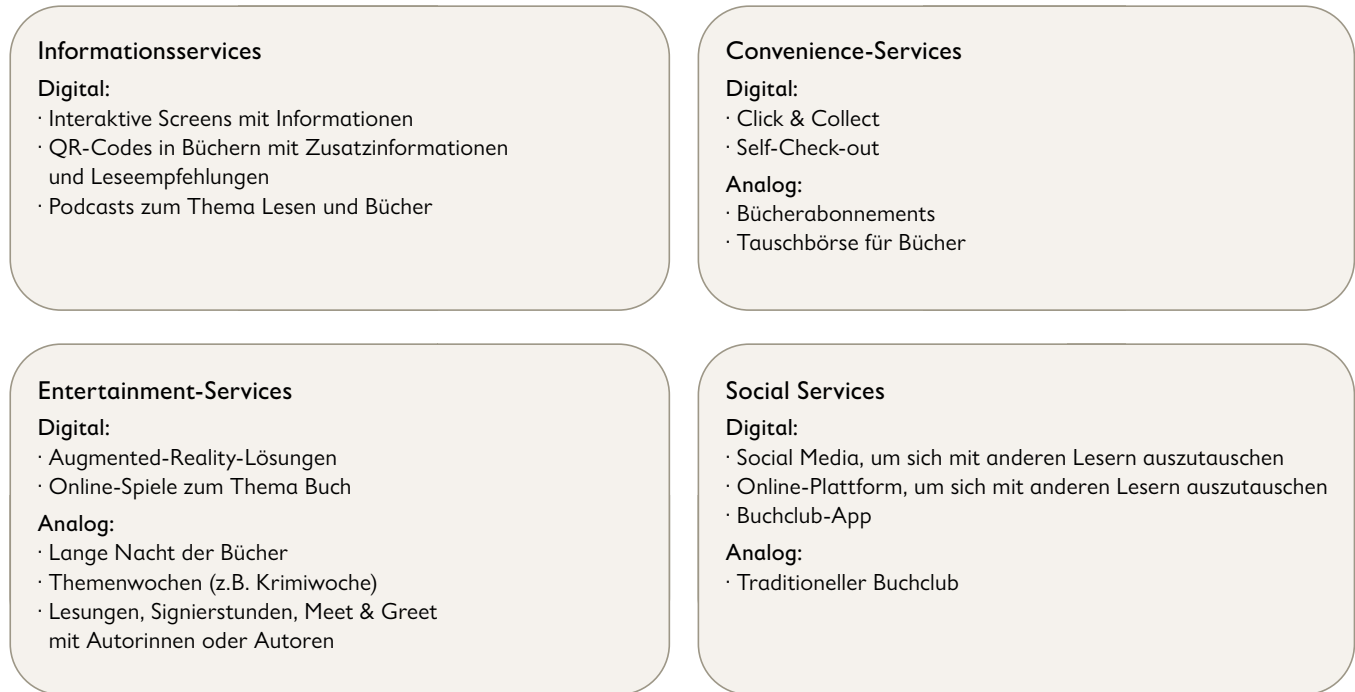 Informationsservices
Digital:
· Interaktive Screens mit Informationen
· QR-Codes in Büchern mit Zusatzinformationen
und Leseempfehlungen
· Podcasts zum Thema Lesen und Bücher
Convenience-Services
Digital:
· Click & Collect
· Self-Check-out
Analog:
· Bücherabonnements
· Tauschbörse für Bücher
Entertainment-Services
Digital:
· Augmented-Reality-Lösungen
· Online-Spiele zum Thema Buch
Analog:
· Lange Nacht der Bücher
· Themenwochen (z.B. Krimiwoche)
· Lesungen, Signierstunden, Meet & Greet
mit Autorinnen oder Autoren
Social Services
Digital:
· Social Media, um sich mit anderen Lesern auszutauschen
· Online-Plattform, um sich mit anderen Lesern auszutauschen
· Buchclub-App
Analog:
· Traditioneller Buchclub